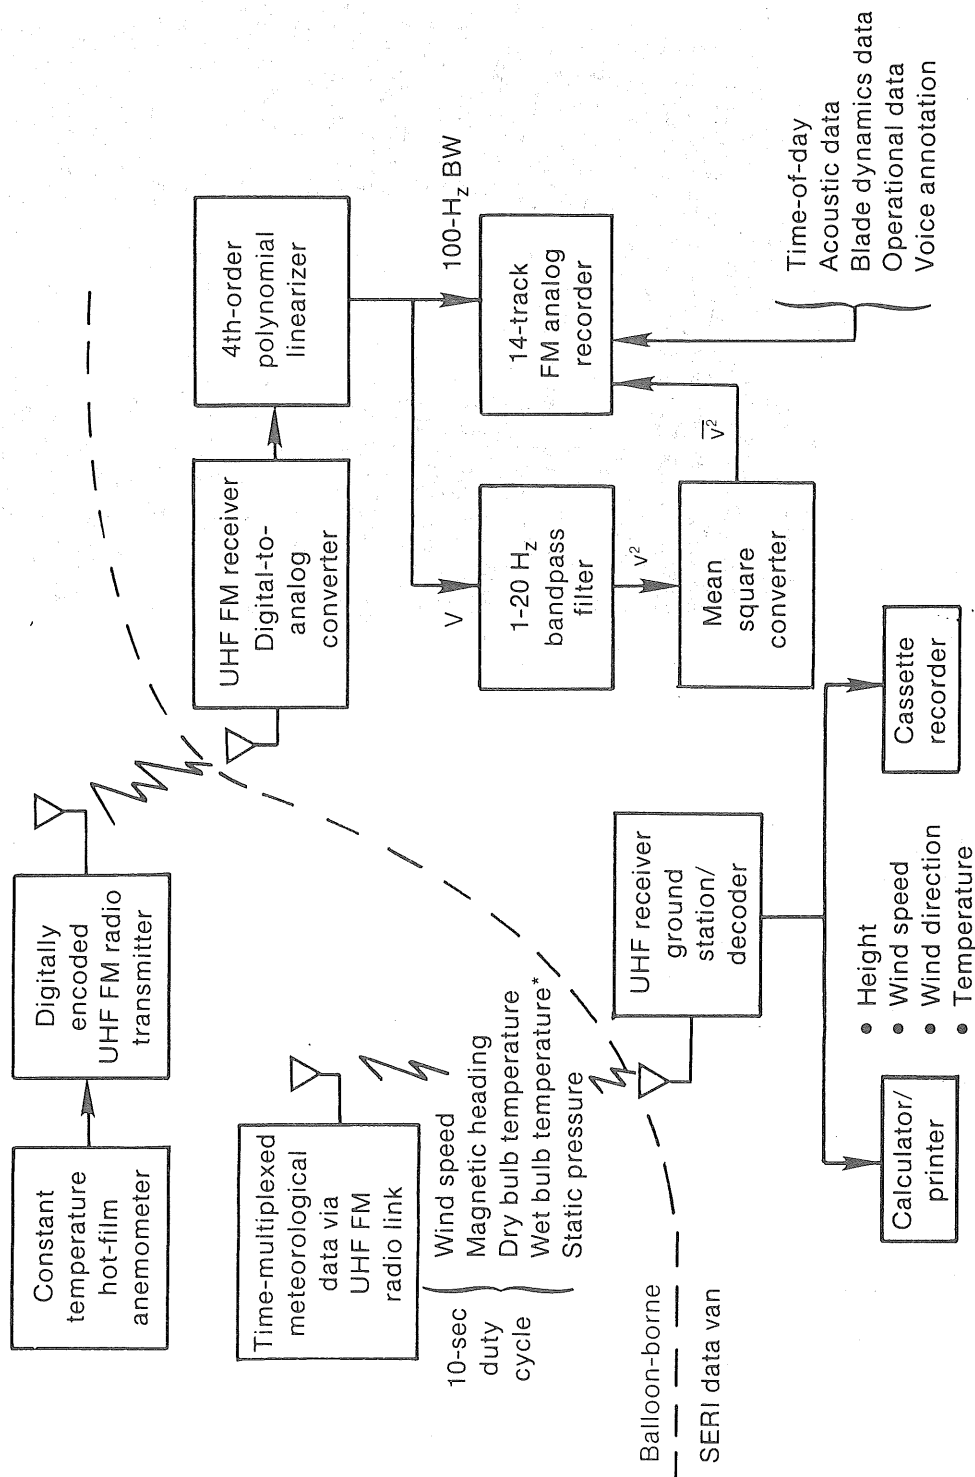 Constant
temperature
hot-film
anemometer
Digitally
encoded
UHF FM radio
transmitter
UHF FM receiver
Digital-to-
analog
converter
4th-order
polynomial
linearizer
100-Hz BW
14-track
FM analog
recorder
V
1-20 Hz
bandpass
filter
v²
Mean
square
converter
v̅²
Time-of-day
Acoustic data
Blade dynamics data
Operational data
Voice annotation
Time-multiplexed
meteorological
data via
UHF FM
radio link
10-sec
duty
cycle
Wind speed
Magnetic heading
Dry bulb temperature
Wet bulb temperature*
Static pressure
Balloon-borne
SERI data van
UHF receiver
ground
station/
decoder
Calculator/
printer
• Height
• Wind speed
• Wind direction
• Temperature
Cassette
recorder